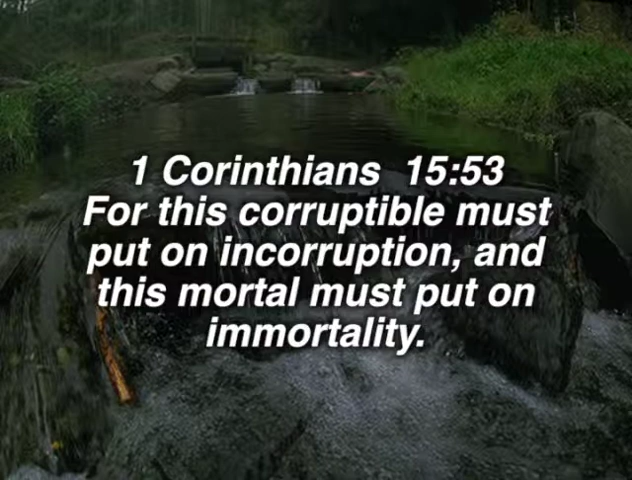 1 Corinthians 15:53
For this corruptible must
put on incorruption, and
this mortal must put on
immortality.